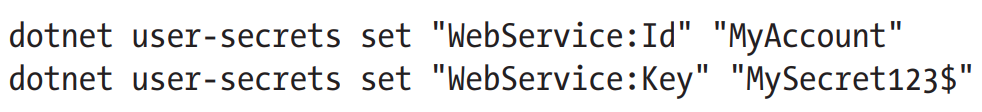 dotnet user-secrets set "WebService:Id" "MyAccount"
dotnet user-secrets set "WebService:Key" "MySecret123$"